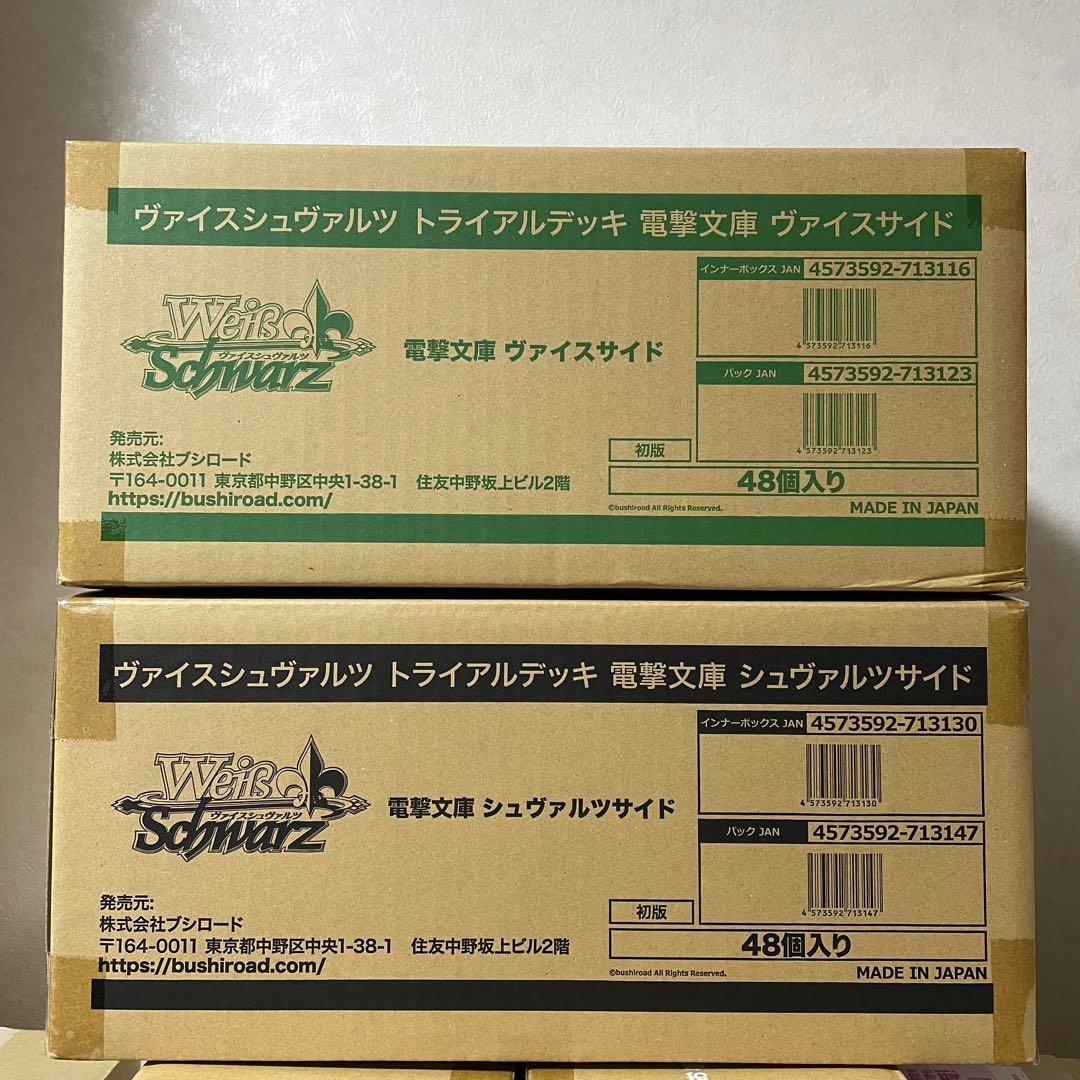 ヴァイスシュヴァルツ トライアルデッキ 電撃文庫 ヴァイスサイド
インナーボックス JAN 4573592-713116
4 573592 713116
Weiß
ヴァイスシュヴァルツ
Schwarz
電撃文庫 ヴァイスサイド
パック JAN 4573592-713123
4 573592 713123
発売元:
株式会社ブシロード
〒164-0011 東京都中野区中央1-38-1 住友中野坂上ビル2階
https://bushiroad.com/
初版
48個入り
©bushiroad All Rights Reserved.
MADE IN JAPAN
ヴァイスシュヴァルツ トライアルデッキ 電撃文庫 シュヴァルツサイド
インナーボックス JAN 4573592-713130
4 573592 713130
Weiß
ヴァイスシュヴァルツ
Schwarz
電撃文庫 シュヴァルツサイド
パック JAN 4573592-713147
4 573592 713147
発売元:
株式会社ブシロード
〒164-0011 東京都中野区中央1-38-1 住友中野坂上ビル2階
https://bushiroad.com/
初版
48個入り
©bushiroad All Rights Reserved.
MADE IN JAPAN